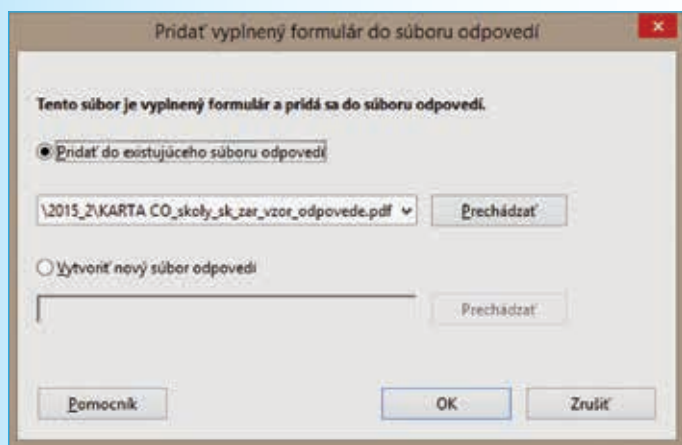 Pridať vyplnený formulár do súboru odpovedí
Tento súbor je vyplnený formulár a pridá sa do súboru odpovedí.
Pridať do existujúceho súboru odpovedí
\2015_2\KARTA CO_skoly_sk_zar_vzor_odpovede.pdf Prechádzať
Vytvoriť nový súbor odpovedí
Prechádzať
Pomocník OK Zrušiť